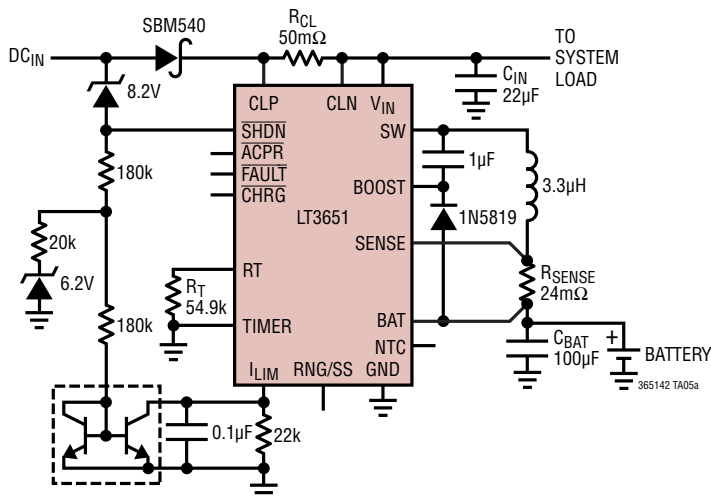 SBM540
R_CL
50mΩ
DC_IN
TO
SYSTEM
LOAD
8.2V
CLP
CLN
V_IN
C_IN
22µF
SHDN
SW
ACPR
1µF
180k
FAULT
BOOST
3.3µH
CHRG
1N5819
LT3651
20k
SENSE
6.2V
RT
R_SENSE
24mΩ
R_T
54.9k
180k
TIMER
BAT
NTC
C_BAT
100µF
+
BATTERY
I_LIM
RNG/SS
GND
365142 TA05a
0.1µF
22k